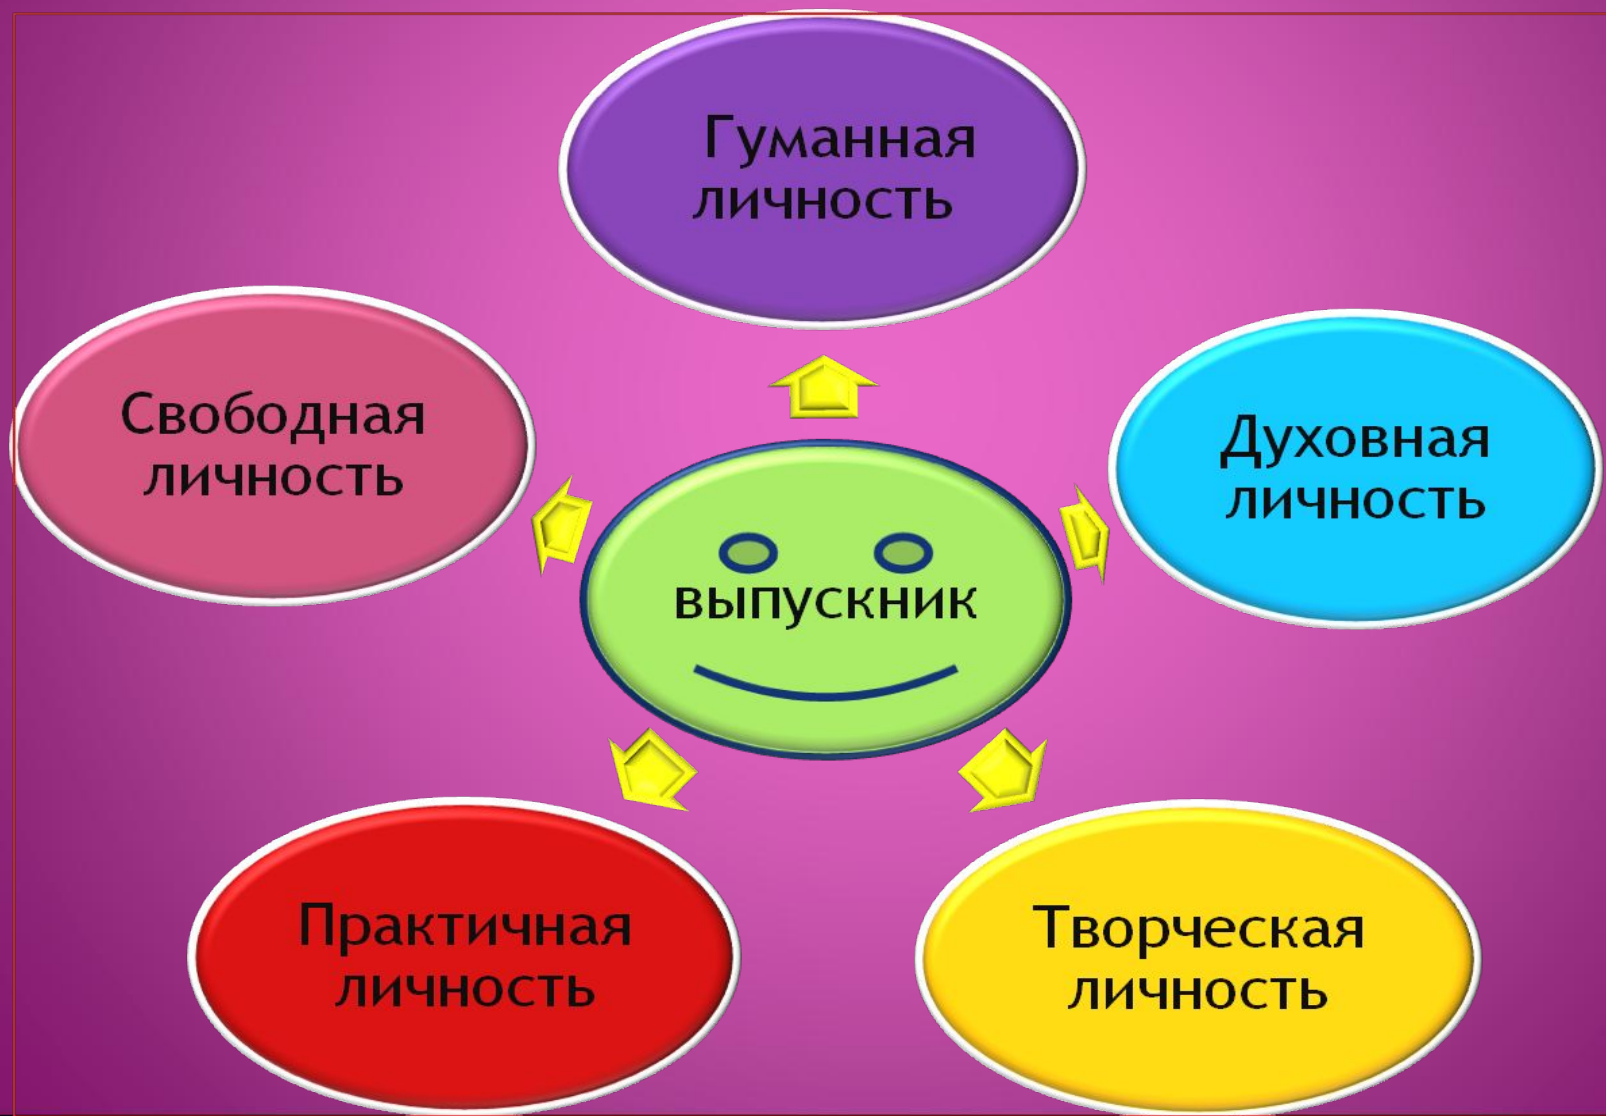 Гуманная
личность
Свободная
личность
Духовная
личность
выпускник
Практичная
личность
Творческая
личность